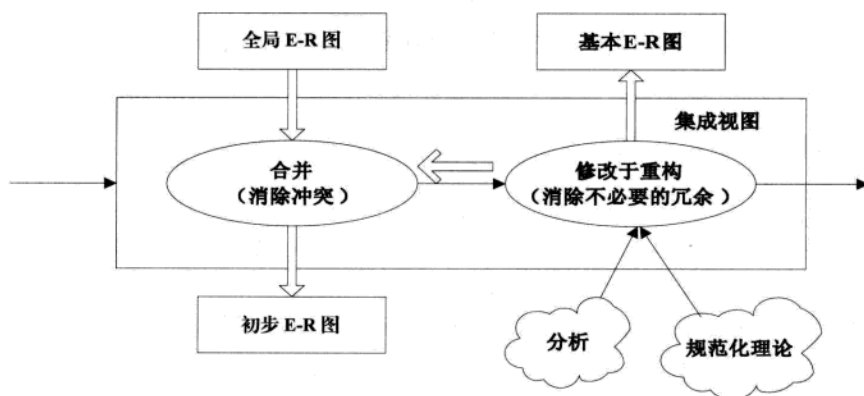 全局 E-R 图
基本 E-R 图
集成视图
合并
（消除冲突）
修改于重构
（消除不必要的冗余）
初步 E-R 图
分析
规范化理论